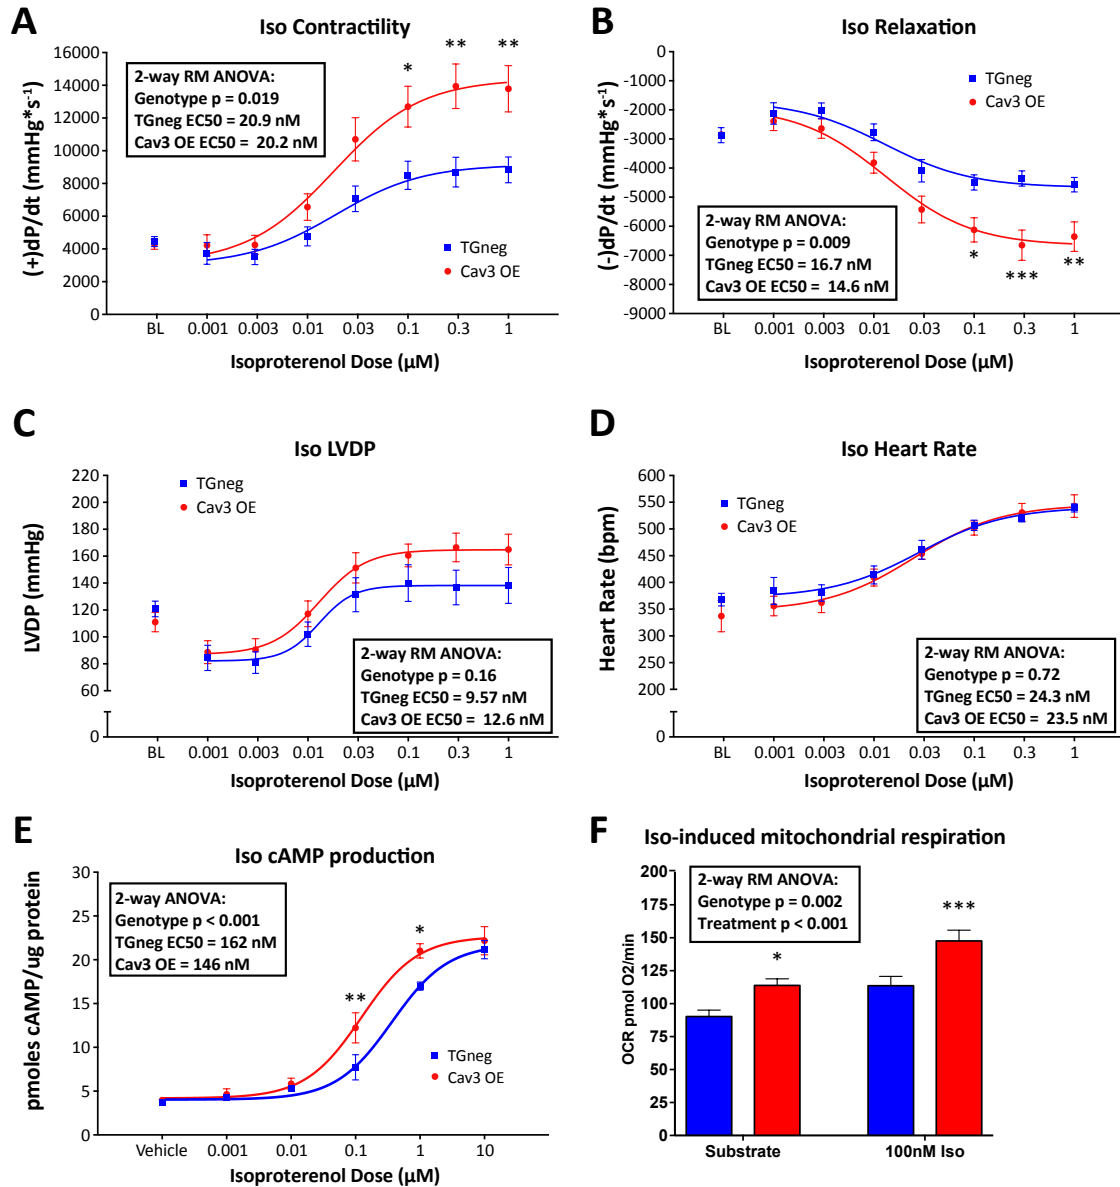 A
Iso Contractility
2-way RM ANOVA:
Genotype p = 0.019
TGneg EC50 = 20.9 nM
Cav3 OE EC50 = 20.2 nM
16000
14000
12000
10000
8000
6000
4000
2000
0
(+)dP/dt (mmHg*s-1)
*
**
**
TGneg
Cav3 OE
BL 0.001 0.003 0.01 0.03 0.1 0.3 1
Isoproterenol Dose (µM)
B
Iso Relaxation
0
-1000
-2000
-3000
-4000
-5000
-6000
-7000
-8000
-9000
(-)dP/dt (mmHg*s-1)
TGneg
Cav3 OE
2-way RM ANOVA:
Genotype p = 0.009
TGneg EC50 = 16.7 nM
Cav3 OE EC50 = 14.6 nM
*
***
**
BL 0.001 0.003 0.01 0.03 0.1 0.3 1
Isoproterenol Dose (µM)
C
Iso LVDP
220
200
180
160
140
120
100
80
60
0
LVDP (mmHg)
TGneg
Cav3 OE
2-way RM ANOVA:
Genotype p = 0.16
TGneg EC50 = 9.57 nM
Cav3 OE EC50 = 12.6 nM
BL 0.001 0.003 0.01 0.03 0.1 0.3 1
Isoproterenol Dose (µM)
D
Iso Heart Rate
600
550
500
450
400
350
300
250
200
0
Heart Rate (bpm)
TGneg
Cav3 OE
2-way RM ANOVA:
Genotype p = 0.72
TGneg EC50 = 24.3 nM
Cav3 OE EC50 = 23.5 nM
BL 0.001 0.003 0.01 0.03 0.1 0.3 1
Isoproterenol Dose (µM)
E
Iso cAMP production
30
25
20
15
10
5
0
pmoles cAMP/ug protein
2-way ANOVA:
Genotype p < 0.001
TGneg EC50 = 162 nM
Cav3 = 146 nM
**
*
TGneg
Cav3 OE
Vehicle 0.001 0.01 0.1 1 10
Isoproterenol Dose (µM)
F
Iso-induced mitochondrial respiration
200
175
150
125
100
75
50
25
0
OCR pmol O2/min
2-way RM ANOVA:
Genotype p = 0.002
Treatment p < 0.001
*
***
Substrate 100nM Iso